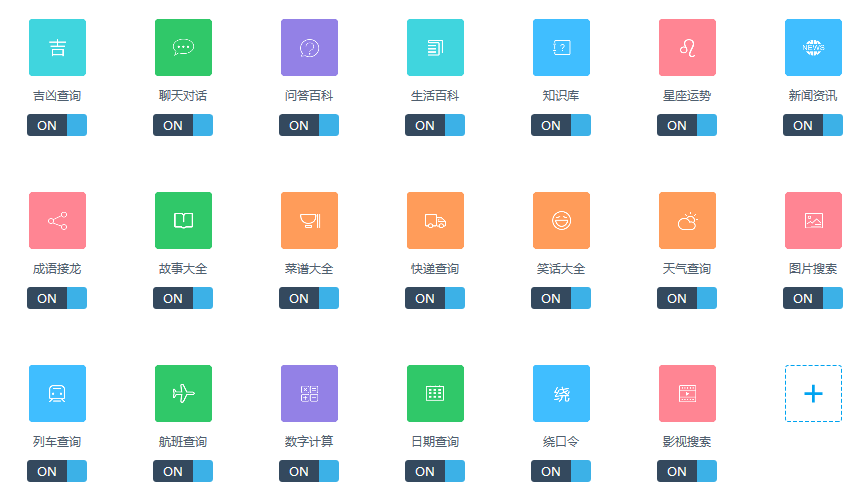 吉 NEWS
吉凶查询 聊天对话 问答百科 生活百科 知识库 星座运势 新闻资讯
ON ON ON ON ON ON ON
成语接龙 故事大全 菜谱大全 快递查询 笑话大全 天气查询 图片搜索
ON ON ON ON ON ON ON
绕
列车查询 航班查询 数字计算 日期查询 绕口令 影视搜索
ON ON ON ON ON ON